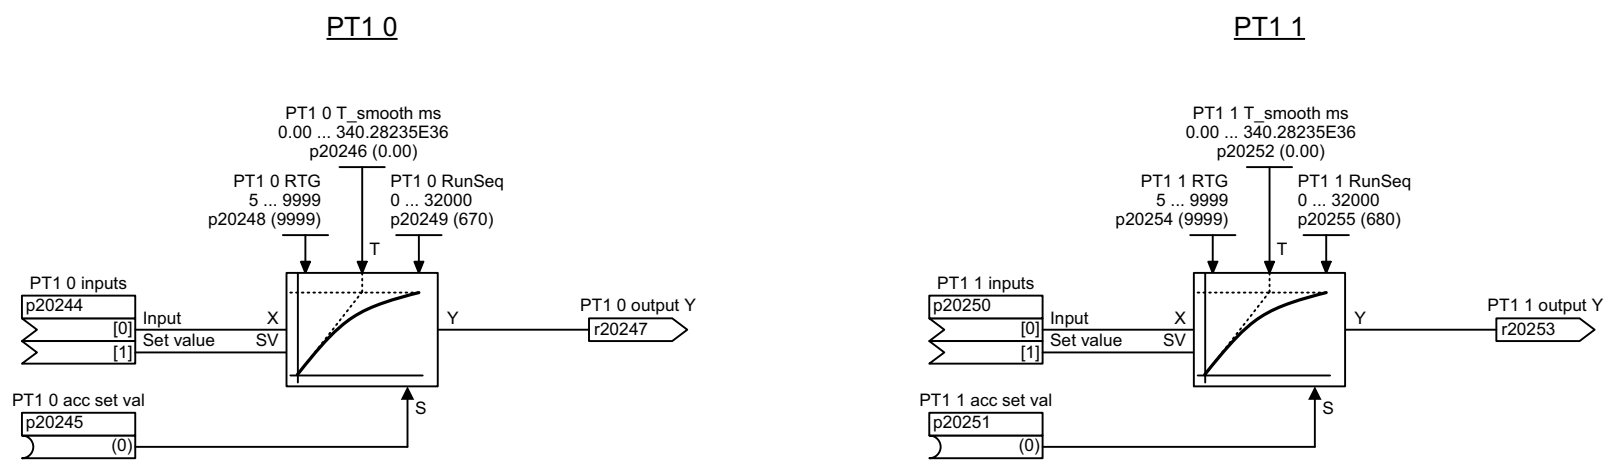 PT1 0
PT1 0 T_smooth ms
0.00 ... 340.28235E36
p20246 (0.00)
PT1 0 RTG
5 ... 9999
p20248 (9999)
PT1 0 RunSeq
0 ... 32000
p20249 (670)
T
PT1 0 inputs
p20244
[0]
Input
X
[1]
Set value
SV
Y
PT1 0 output Y
r20247
PT1 0 acc set val
p20245
(0)
S
PT1 1
PT1 1 T_smooth ms
0.00 ... 340.28235E36
p20252 (0.00)
PT1 1 RTG
5 ... 9999
p20254 (9999)
PT1 1 RunSeq
0 ... 32000
p20255 (680)
T
PT1 1 inputs
p20250
[0]
Input
X
[1]
Set value
SV
Y
PT1 1 output Y
r20253
PT1 1 acc set val
p20251
(0)
S